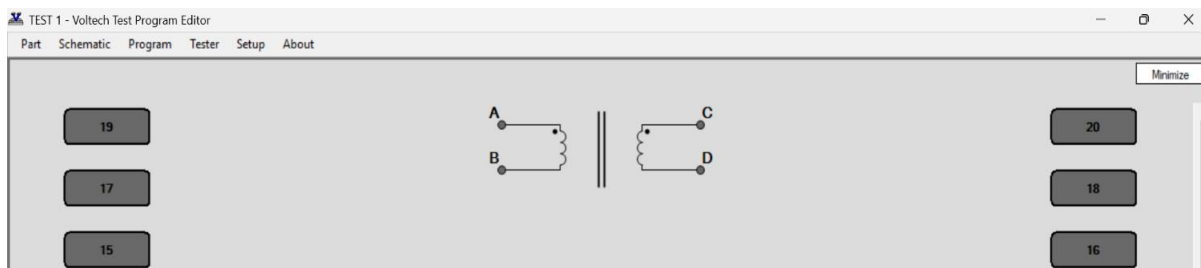 TEST 1 - Voltech Test Program Editor
Part Schematic Program Tester Setup About
Minimize
A C
19 20
B D
17 18
15 16